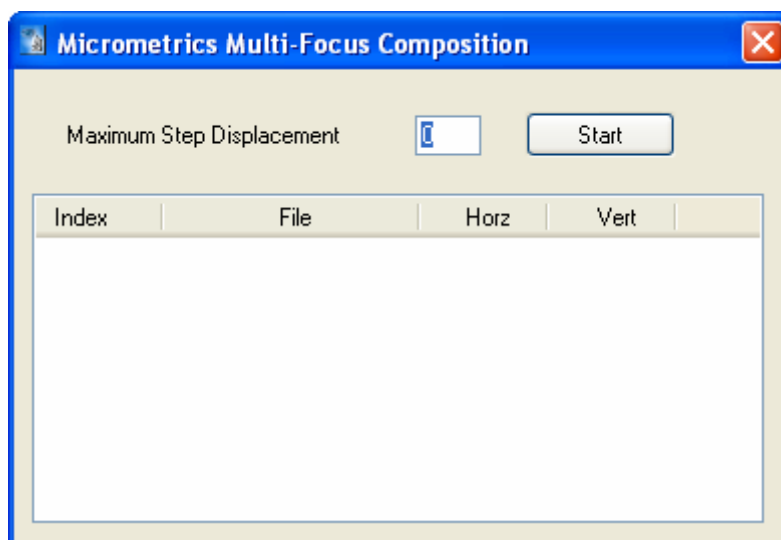 Micrometrics Multi-Focus Composition
Maximum Step Displacement 0 Start
Index File Horz Vert